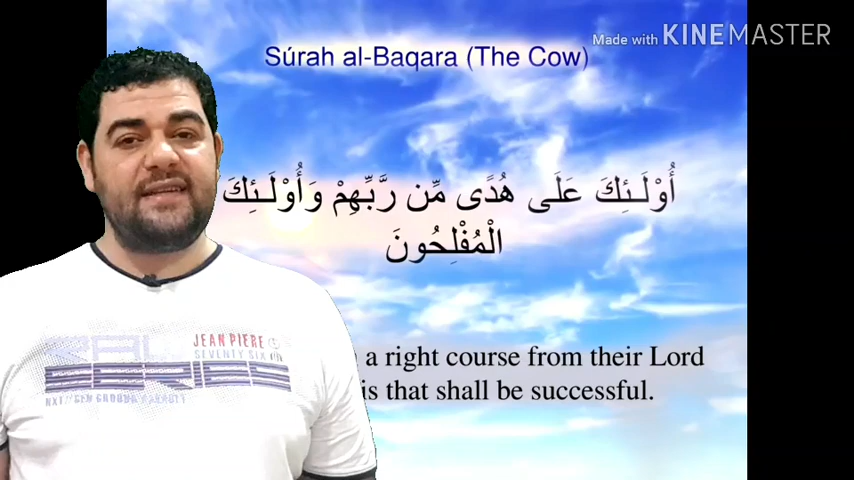 Made with KINEMASTER
Súrah al-Baqara (The Cow)
أُوْلَـئِكَ عَلَى هُدًى مِّن رَّبِّهِمْ وَأُوْلَـئِكَ
الْمُفْلِحُونَ
a right course from their Lord
is that shall be successful.
JEAN PIERE
SEVENTY SIX